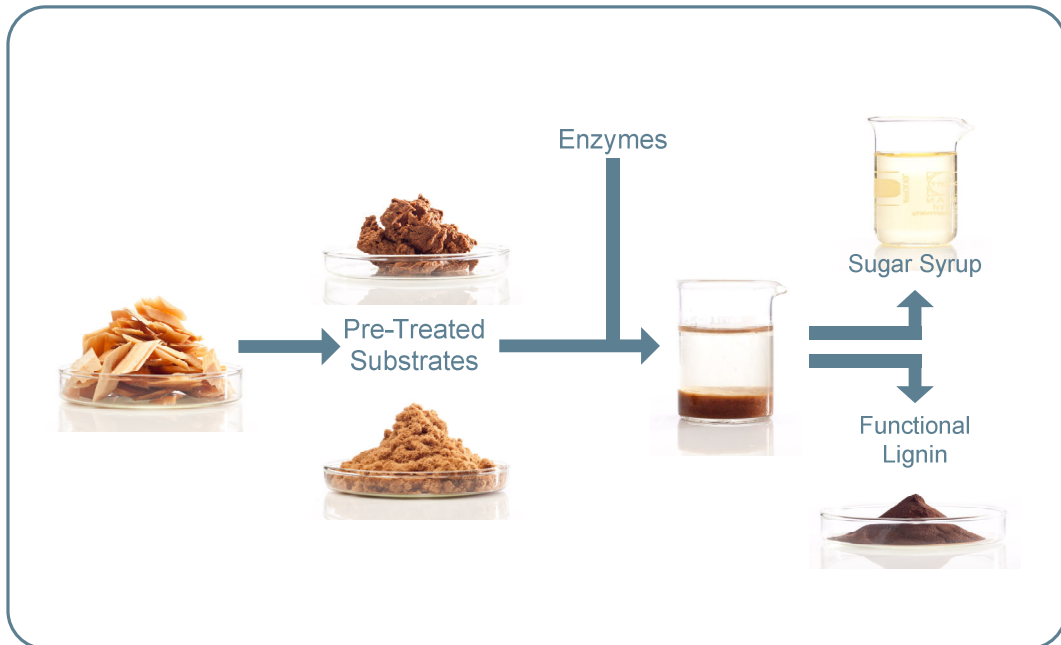 Enzymes
Sugar Syrup
Pre-Treated
Substrates
Functional
Lignin